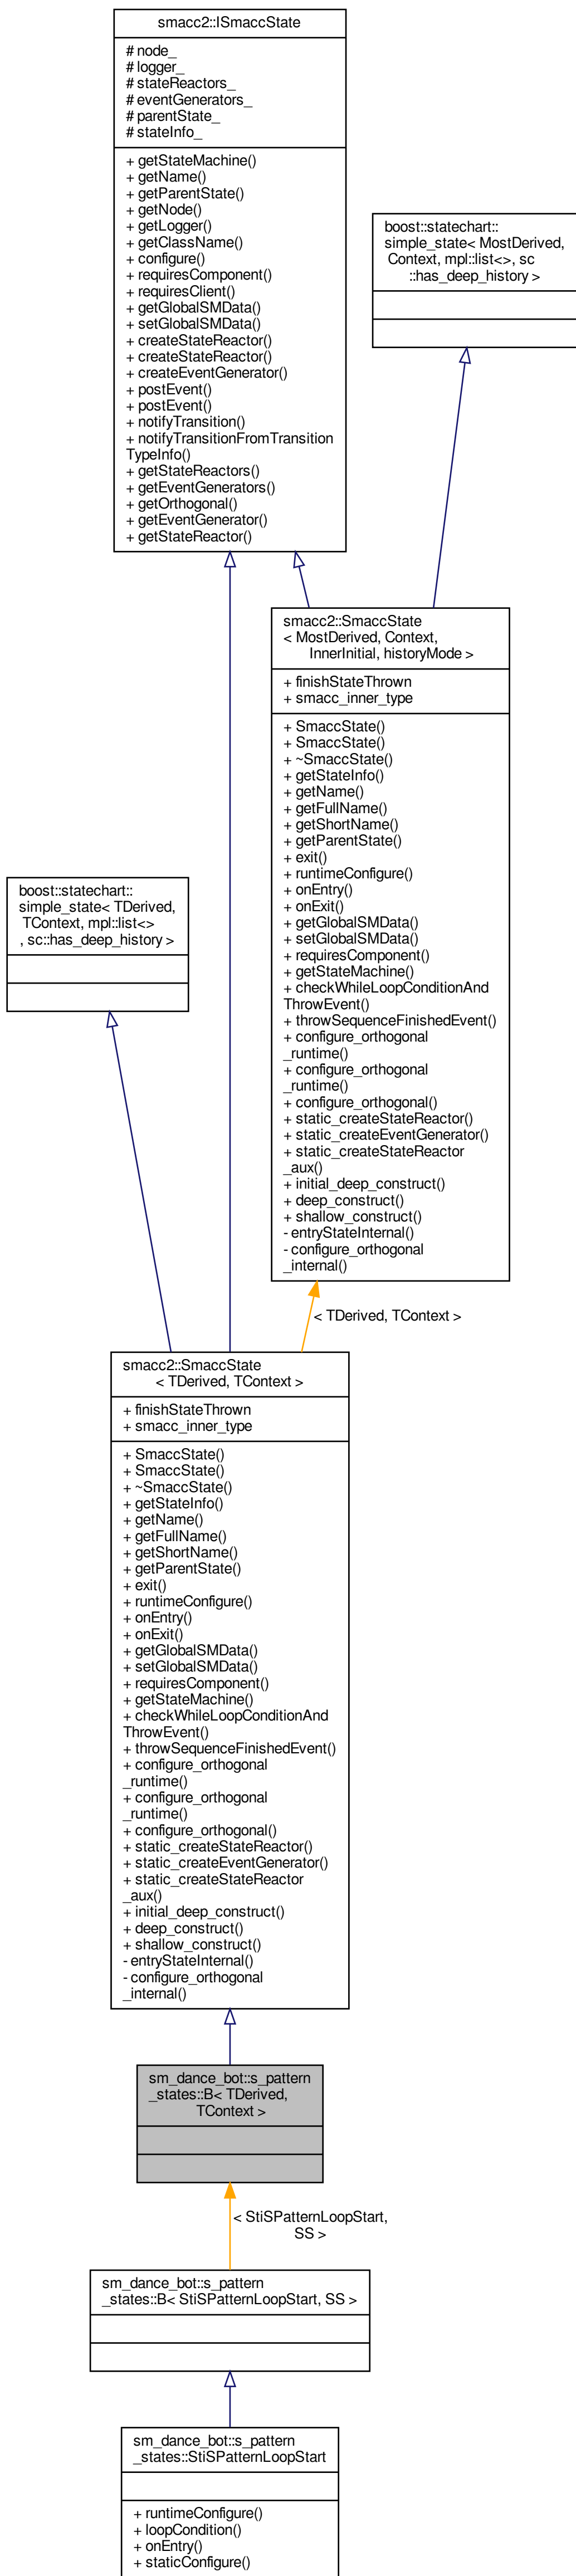 smacc2::ISmaccState
# node_
# logger_
# stateReactors_
# eventGenerators_
# parentState_
# stateInfo_
+ getStateMachine()
+ getName()
+ getParentState()
+ getNode()
+ getLogger()
+ getClassName()
+ configure()
+ requiresComponent()
+ requiresClient()
+ getGlobalSMData()
+ setGlobalSMData()
+ createStateReactor()
+ createStateReactor()
+ createEventGenerator()
+ postEvent()
+ postEvent()
+ notifyTransition()
+ notifyTransitionFromTransition
TypeInfo()
+ getStateReactors()
+ getEventGenerators()
+ getOrthogonal()
+ getEventGenerator()
+ getStateReactor()
boost::statechart::
simple_state< MostDerived,
Context, mpl::list<>, sc
::has_deep_history >
smacc2::SmaccState
< MostDerived, Context,
InnerInitial, historyMode >
+ finishStateThrown
+ smacc_inner_type
+ SmaccState()
+ SmaccState()
+ ~SmaccState()
+ getStateInfo()
+ getName()
+ getFullName()
+ getShortName()
+ getParentState()
+ exit()
+ runtimeConfigure()
+ onEntry()
+ onExit()
+ getGlobalSMData()
+ setGlobalSMData()
+ requiresComponent()
+ getStateMachine()
+ checkWhileLoopConditionAnd
ThrowEvent()
+ throwSequenceFinishedEvent()
+ configure_orthogonal
_runtime()
+ configure_orthogonal
_runtime()
+ configure_orthogonal()
+ static_createStateReactor()
+ static_createEventGenerator()
+ static_createStateReactor
_aux()
+ initial_deep_construct()
+ deep_construct()
+ shallow_construct()
- entryStateInternal()
- configure_orthogonal
_internal()
boost::statechart::
simple_state< TDerived,
TContext, mpl::list<>
, sc::has_deep_history >
< TDerived, TContext >
smacc2::SmaccState
< TDerived, TContext >
+ finishStateThrown
+ smacc_inner_type
+ SmaccState()
+ SmaccState()
+ ~SmaccState()
+ getStateInfo()
+ getName()
+ getFullName()
+ getShortName()
+ getParentState()
+ exit()
+ runtimeConfigure()
+ onEntry()
+ onExit()
+ getGlobalSMData()
+ setGlobalSMData()
+ requiresComponent()
+ getStateMachine()
+ checkWhileLoopConditionAnd
ThrowEvent()
+ throwSequenceFinishedEvent()
+ configure_orthogonal
_runtime()
+ configure_orthogonal
_runtime()
+ configure_orthogonal()
+ static_createStateReactor()
+ static_createEventGenerator()
+ static_createStateReactor
_aux()
+ initial_deep_construct()
+ deep_construct()
+ shallow_construct()
- entryStateInternal()
- configure_orthogonal
_internal()
sm_dance_bot::s_pattern
_states::B< TDerived,
TContext >
< StiSPatternLoopStart,
SS >
sm_dance_bot::s_pattern
_states::B< StiSPatternLoopStart, SS >
sm_dance_bot::s_pattern
_states::StiSPatternLoopStart
+ runtimeConfigure()
+ loopCondition()
+ onEntry()
+ staticConfigure()